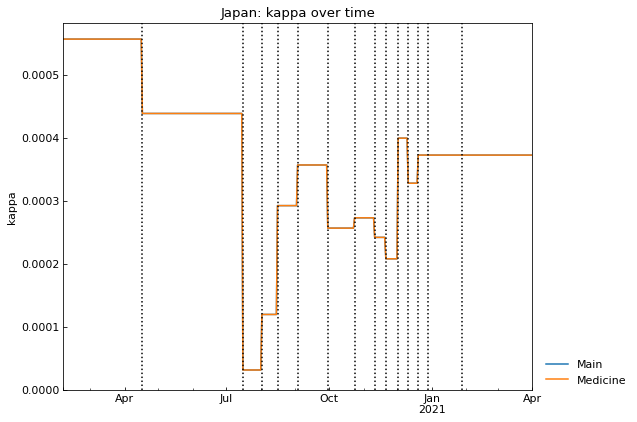 Japan: kappa over time
kappa
0.0005
0.0004
0.0003
0.0002
0.0001
0.0000
Apr
Jul
Oct
Jan
2021
Apr
Main
Medicine